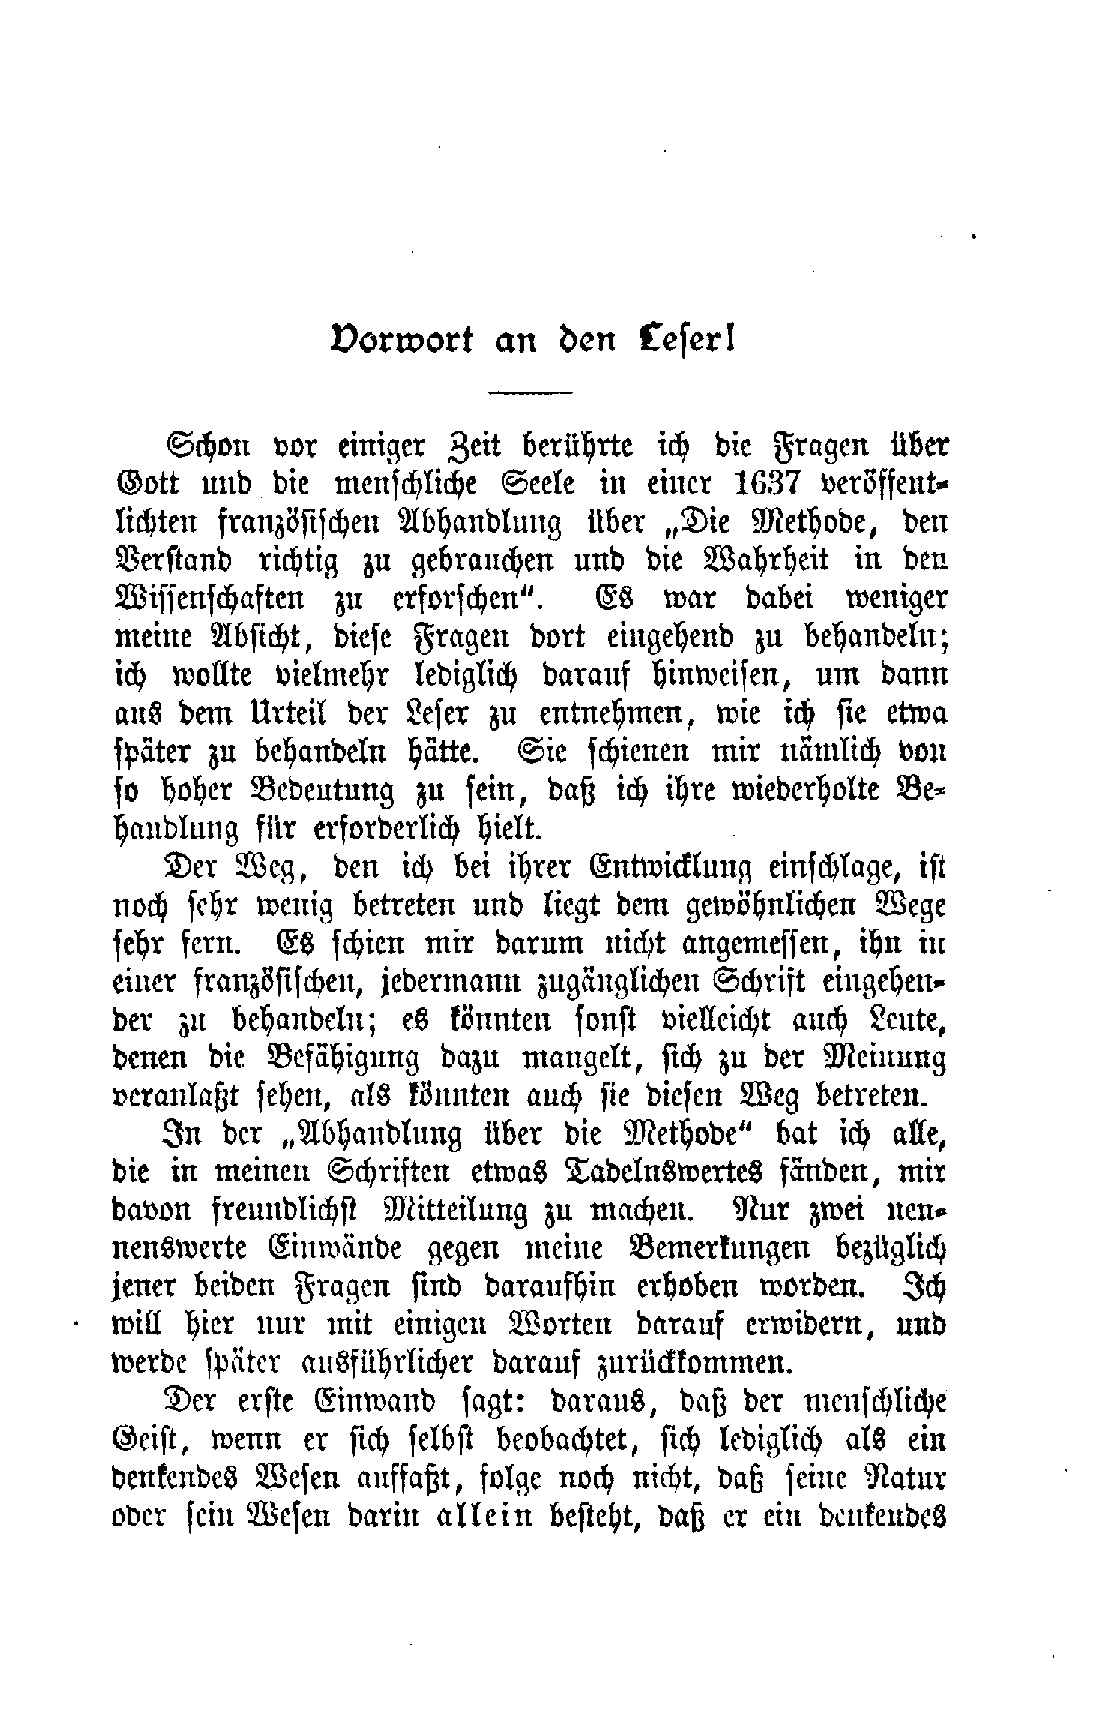 Vorwort an den Leser!
Schon vor einiger Zeit berührte ich die Fragen über
Gott und die menschliche Seele in einer 1637 veröffent-
lichten französischen Abhandlung über „Die Methode, den
Verstand richtig zu gebrauchen und die Wahrheit in den
Wissenschaften zu erforschen“. Es war dabei weniger
meine Absicht, diese Fragen dort eingehend zu behandeln;
ich wollte vielmehr lediglich darauf hinweisen, um dann
aus dem Urteil der Leser zu entnehmen, wie ich sie etwa
später zu behandeln hätte. Sie schienen mir nämlich von
so hoher Bedeutung zu sein, daß ich ihre wiederholte Be-
handlung für erforderlich hielt.
Der Weg, den ich bei ihrer Entwicklung einschlage, ist
noch sehr wenig betreten und liegt dem gewöhnlichen Wege
sehr fern. Es schien mir darum nicht angemessen, ihn in
einer französischen, jedermann zugänglichen Schrift eingehen-
der zu behandeln; es könnten sonst vielleicht auch Leute,
denen die Befähigung dazu mangelt, sich zu der Meinung
veranlaßt sehen, als könnten auch sie diesen Weg betreten.
In der „Abhandlung über die Methode“ bat ich alle,
die in meinen Schriften etwas Tadelnswertes fänden, mir
davon freundlichst Mitteilung zu machen. Nur zwei nen-
nenswerte Einwände gegen meine Bemerkungen bezüglich
jener beiden Fragen sind daraufhin erhoben worden. Ich
will hier nur mit einigen Worten darauf erwidern, und
werde später ausführlicher darauf zurückkommen.
Der erste Einwand sagt: daraus, daß der menschliche
Geist, wenn er sich selbst beobachtet, sich lediglich als ein
denkendes Wesen auffaßt, folge noch nicht, daß seine Natur
oder sein Wesen darin allein besteht, daß er ein denkendes